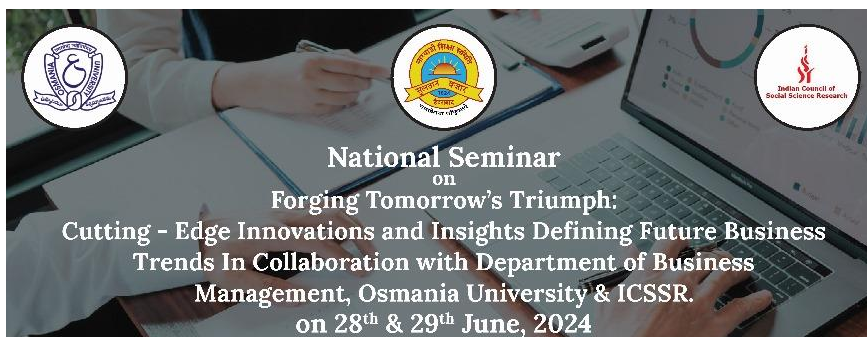 Indian Council of
Social Science Research
National Seminar
on
Forging Tomorrow's Triumph:
Cutting - Edge Innovations and Insights Defining Future Business
Trends In Collaboration with Department of Business
Management, Osmania University & ICSSR.
on 28th & 29th June, 2024